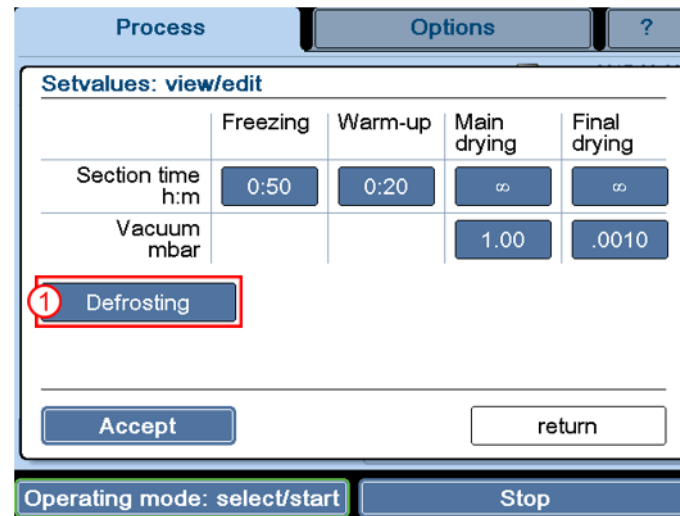 Process Options ?
Setvalues: view/edit
Freezing Warm-up Main drying Final drying
Section time h:m 0:50 0:20 ∞ ∞
Vacuum mbar 1.00 .0010
1 Defrosting
Accept return
Operating mode: select/start Stop